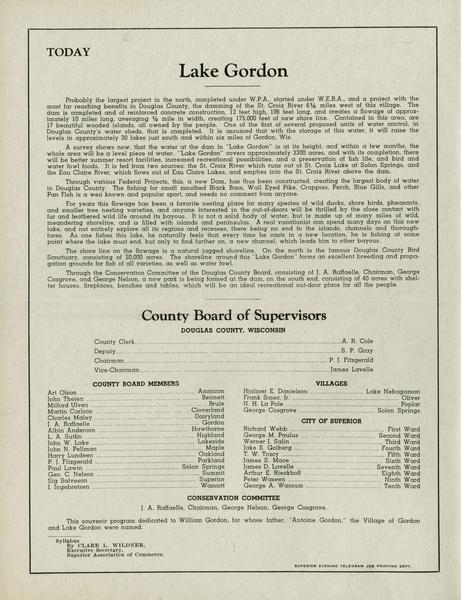 TODAY
Lake Gordon
Probably the largest project in the north, completed under W.P.A., started under W.E.R.A., and a project with the
most far reaching benefits in Douglas County, the damming of the St. Croix River 6½ miles west of this village. The
dam is completed and of reinforced concrete construction, 12 feet high, 106 feet long, and creates a flowage of approx-
imately 10 miles long, averaging ¾ mile in width, creating 175,000 feet of new shore line. Contained in this area, are
17 beautiful wooded islands, all owned by the people. One of the first of several proposed units of water control, in
Douglas County's water sheds, that is completed. It is assumed that with the storage of this water, it will raise the
levels in approximately 30 lakes just south and within six miles of Gordon, Wis.
A survey shows now, that the water at the dam in "Lake Gordon" is at its height, and within a few months, the
whole area will be a level piece of water. "Lake Gordon" covers approximately 3300 acres, and with its completion, there
will be better summer resort facilities, increased recreational possibilities, and a preservation of fish life, and bird and
water fowl foods. It is fed from two sources: the St. Croix River which runs out of St. Croix Lake at Solon Springs, and
the Eau Claire River, which flows out of Eau Claire Lakes, and empties into the St. Croix River above the dam.
Through various Federal Projects, this, a new Dam, has thus been constructed, creating the largest body of water
in Douglas County. The fishing for small mouthed Black Bass, Wall Eyed Pike, Crappies, Perch, Blue Gills, and other
Pan Fish is a well known and popular sport, and needs no comment from anyone.
For years this flowage has been a favorite nesting place for many species of wild ducks, shore birds, pheasants,
and smaller tree nesting varieties, and anyone interested in the out-of-doors will be thrilled by the close contact with
fur and feathered wild life around its bayous. It is not a solid body of water, but is made up of many miles of wild,
meandering shoreline, and is filled with islands and peninsulas. A real vacationist can spend many days on this new
lake, and not entirely explore all its regions and recesses, there being no end to the islands, channels and thorough-
fares. As one fishes this lake, he naturally feels that every time he casts in a new location, he is fishing at some
point where the lake must end, but only to find further on, a new channel, which leads him to other bayous.
The shore line on the flowage is a natural jagged shoreline. On the north is the famous Douglas County Bird
Sanctuary, consisting of 20,000 acres. The shoreline around this "Lake Gordon" forms an excellent breeding and propa-
gation grounds for fish of all varieties, as well as water fowl.
Through the Conservation Committee of the Douglas County Board, consisting of J. A. Raffaelle, Chairman, George
Cosgrove, and George Nelson, a new park is being formed at the dam, on the south end, consisting of 40 acres with shel-
ter houses, fireplaces, benches and tables, which will be an ideal recreational out-door place for all the people.
County Board of Supervisors
DOUGLAS COUNTY, WISCONSIN
County Clerk A. R. Cole
Deputy S. P. Gray
Chairman P. J. Fitzgerald
Vice-Chairman James Lavelle
COUNTY BOARD MEMBERS
Art Olson Amnicon
John Theien Bennett
Milford Ulven Brule
Martin Carlson Cloverland
Charles Maley Dairyland
J. A. Raffaelle Gordon
Albin Anderson Hawthorne
L. A. Sutfin Highland
John W. Lake Lakeside
John N. Pellman Maple
Harry Lundeen Oakland
P. J. Fitzgerald Parkland
Paul Lawin Solon Springs
Geo. C. Nelson Summit
Sig Salveson Superior
I. Ingebretsen Wascott
VILLAGES
Hjalmer E. Danielson Lake Nebagamon
Frank Saiec, Jr. Oliver
N. H. La Pole Poplar
George Cosgrove Solon Springs
CITY OF SUPERIOR
Richard Webb First Ward
George M. Paulus Second Ward
Werner J. Salin Third Ward
Jake S. Golberg Fourth Ward
T. W. Tracy Fifth Ward
James S. Mace Sixth Ward
James D. Lavelle Seventh Ward
Arthur E. Rieckhoff Eighth Ward
Peter Waseen Ninth Ward
George A. Wassum Tenth Ward
CONSERVATION COMMITTEE
J. A. Raffaelle, Chairman, George Nelson, George Cosgrove.
This souvenir program dedicated to William Gordon, for whose father, "Antoine Gordon," the Village of Gordon
and Lake Gordon were named.
Syllabus
By CLARE L. WILDNER,
Executive Secretary,
Superior Association of Commerce.
SUPERIOR EVENING TELEGRAM JOB PRINTING DEPT.